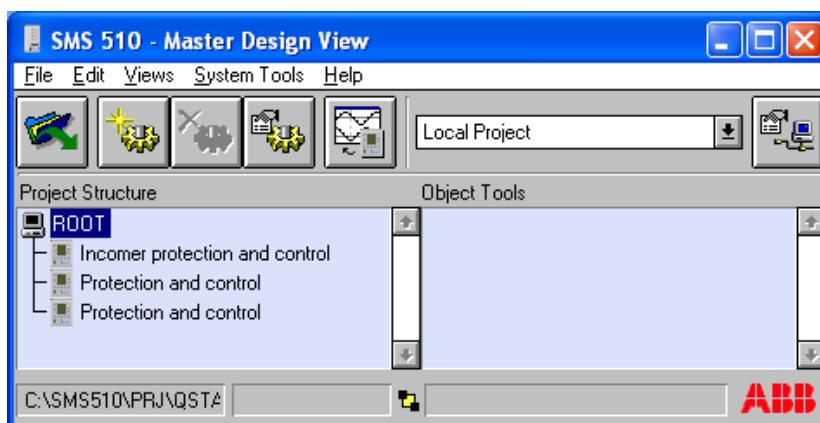 SMS 510 - Master Design View
File Edit Views System Tools Help
Local Project
Project Structure Object Tools
ROOT
Incomer protection and control
Protection and control
Protection and control
C:\SMS510\PRJ\QSTA
ABB